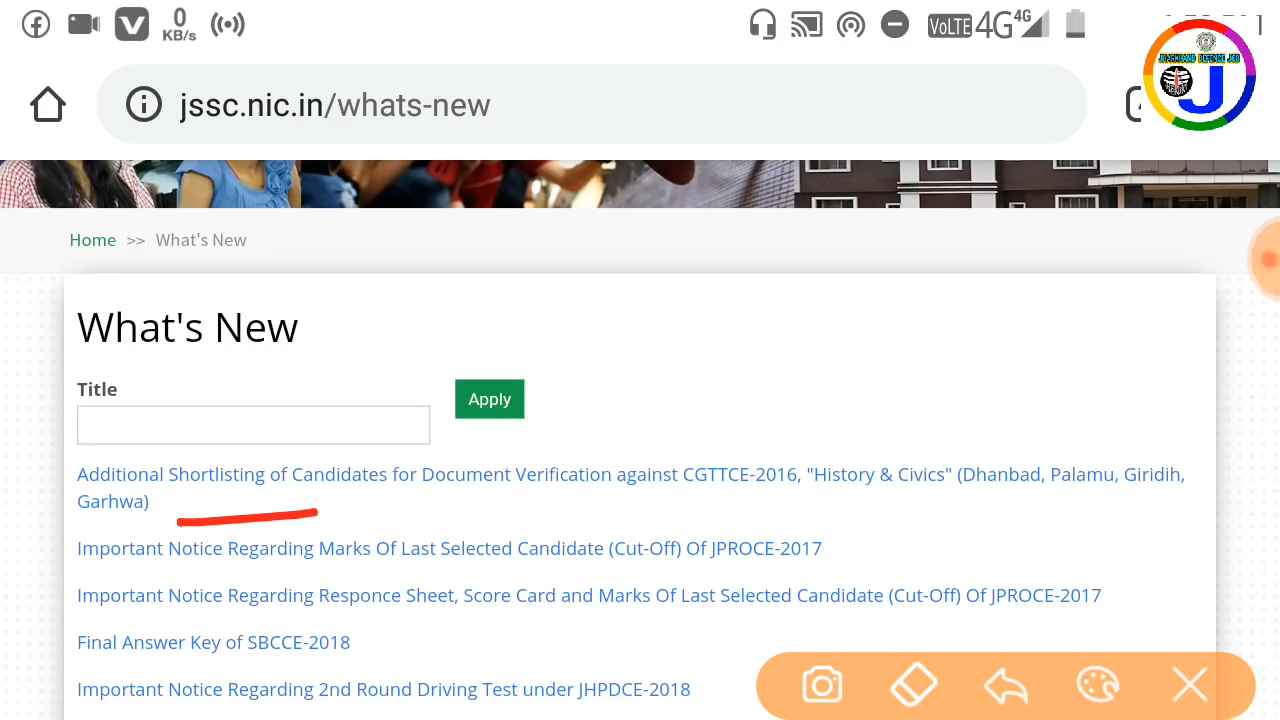 0
KB/s
VoLTE 4G 4G
JHARKHAND DEFENCE JOB
J
jssc.nic.in/whats-new
Home >> What's New
What's New
Title
Apply
Additional Shortlisting of Candidates for Document Verification against CGTTCE-2016, "History & Civics" (Dhanbad, Palamu, Giridih,
Garhwa)
Important Notice Regarding Marks Of Last Selected Candidate (Cut-Off) Of JPROCE-2017
Important Notice Regarding Responce Sheet, Score Card and Marks Of Last Selected Candidate (Cut-Off) Of JPROCE-2017
Final Answer Key of SBCCE-2018
Important Notice Regarding 2nd Round Driving Test under JHPDCE-2018